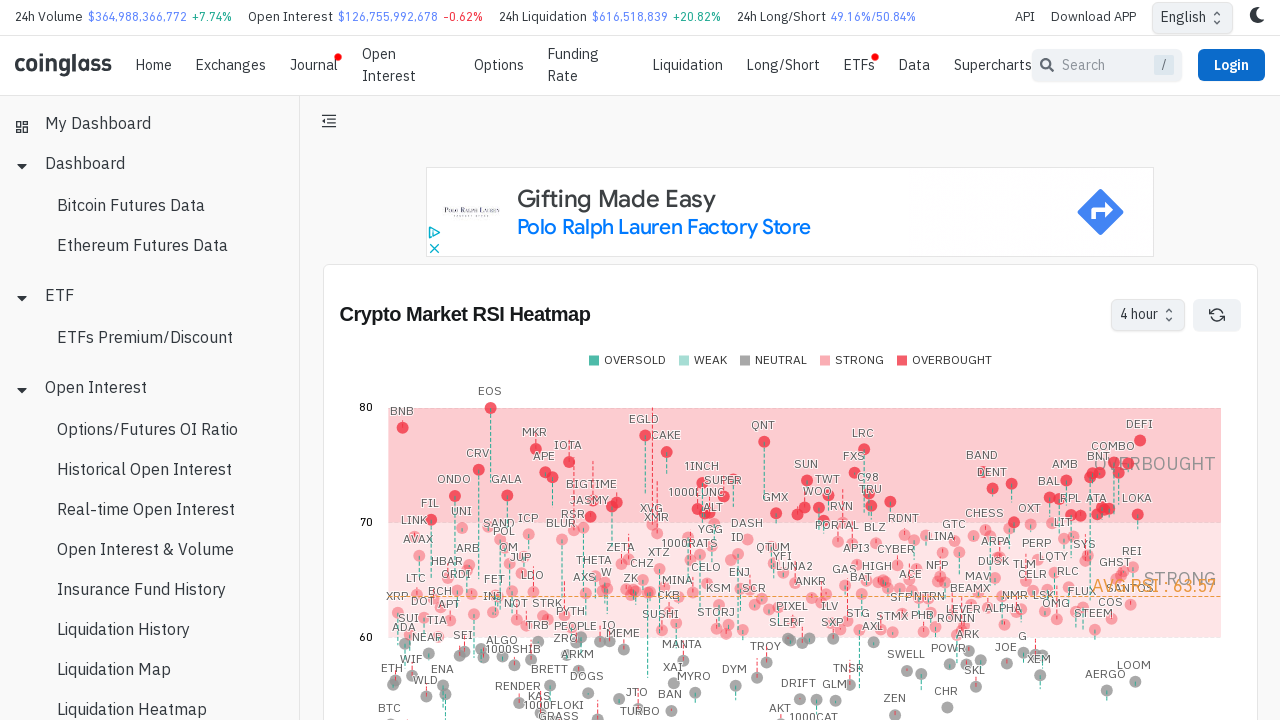 24h Volume $364,988,366,772 +7.74% Open Interest $126,755,992,678 -0.62% 24h Liquidation $616,518,839 +20.82% 24h Long/Short 49.16%/50.84% API Download APP English
coinglass Home Exchanges Journal Open Interest Options Funding Rate Liquidation Long/Short ETFs Data Supercharts Search / Login
My Dashboard
Dashboard
Bitcoin Futures Data
Ethereum Futures Data
ETF
ETFs Premium/Discount
Open Interest
Options/Futures OI Ratio
Historical Open Interest
Real-time Open Interest
Open Interest & Volume
Insurance Fund History
Liquidation History
Liquidation Map
Liquidation Heatmap
POLO RALPH LAUREN
Gifting Made Easy
Polo Ralph Lauren Factory Store
Crypto Market RSI Heatmap
4 hour
OVERSOLD WEAK NEUTRAL STRONG OVERBOUGHT
EOS
80 BNB
EGLD QNT DEFI
MKR CAKE LRC
IOTA COMBO
CRV APE FXS BAND BNT
OVERBOUGHT
1INCH SUN AMB
ONDO GALA BIGTIME SUPER TWT C98 DENT BAL
1000LUNC WOO TRU
FIL JASMY GMX RPL ATA LOKA
UNI XVG ALT RVN OXT
LINK ICP RSR XMR CHESS
70 SAND BLUR DASH PORTAL BLZ RDNT GTC LIT
POL YGG
AVAX ID LINA
ARB OM ZETA 1000RATS QTUM API3 CYBER ARPA PERP SYS
JUP XTZ YFI LQTY REI
HBAR THETA CHZ CELO LUNA2 GAS HIGH NFP DUSK TLM GHST
ORDI LDO ENJ ACE RLC
LTC FET AXS W ZK MINA ANKR BAT MAV CELR STRONG
BCH KSM SCR BEAMX FLUX SANTOS
AVG RSI : 63.57
XRP INJ CKB NTRN NMR LSK
DOT APT NOT STRK PIXEL ILV LEVER ALPHA OMG COS
SUI TIA PYTH SUSHI STORJ STG STMX PHB RONIN STEEM
ADA TRB PEOPLE IO SLERF SXP AXL
60 NEAR SEI ALGO ZRO MEME MANTA TROY ARK G
1000SHIB ARKM POWR JOE
WIF SWELL XEM
ETH ENA BRETT DOGS XAI DYM TNSR SKL LOOM
WLD MYRO AERGO
RENDER KAS JTO BAN DRIFT GLM CHR
BTC 1000FLOKI TURBO AKT ZEN
GRASS 1000CAT